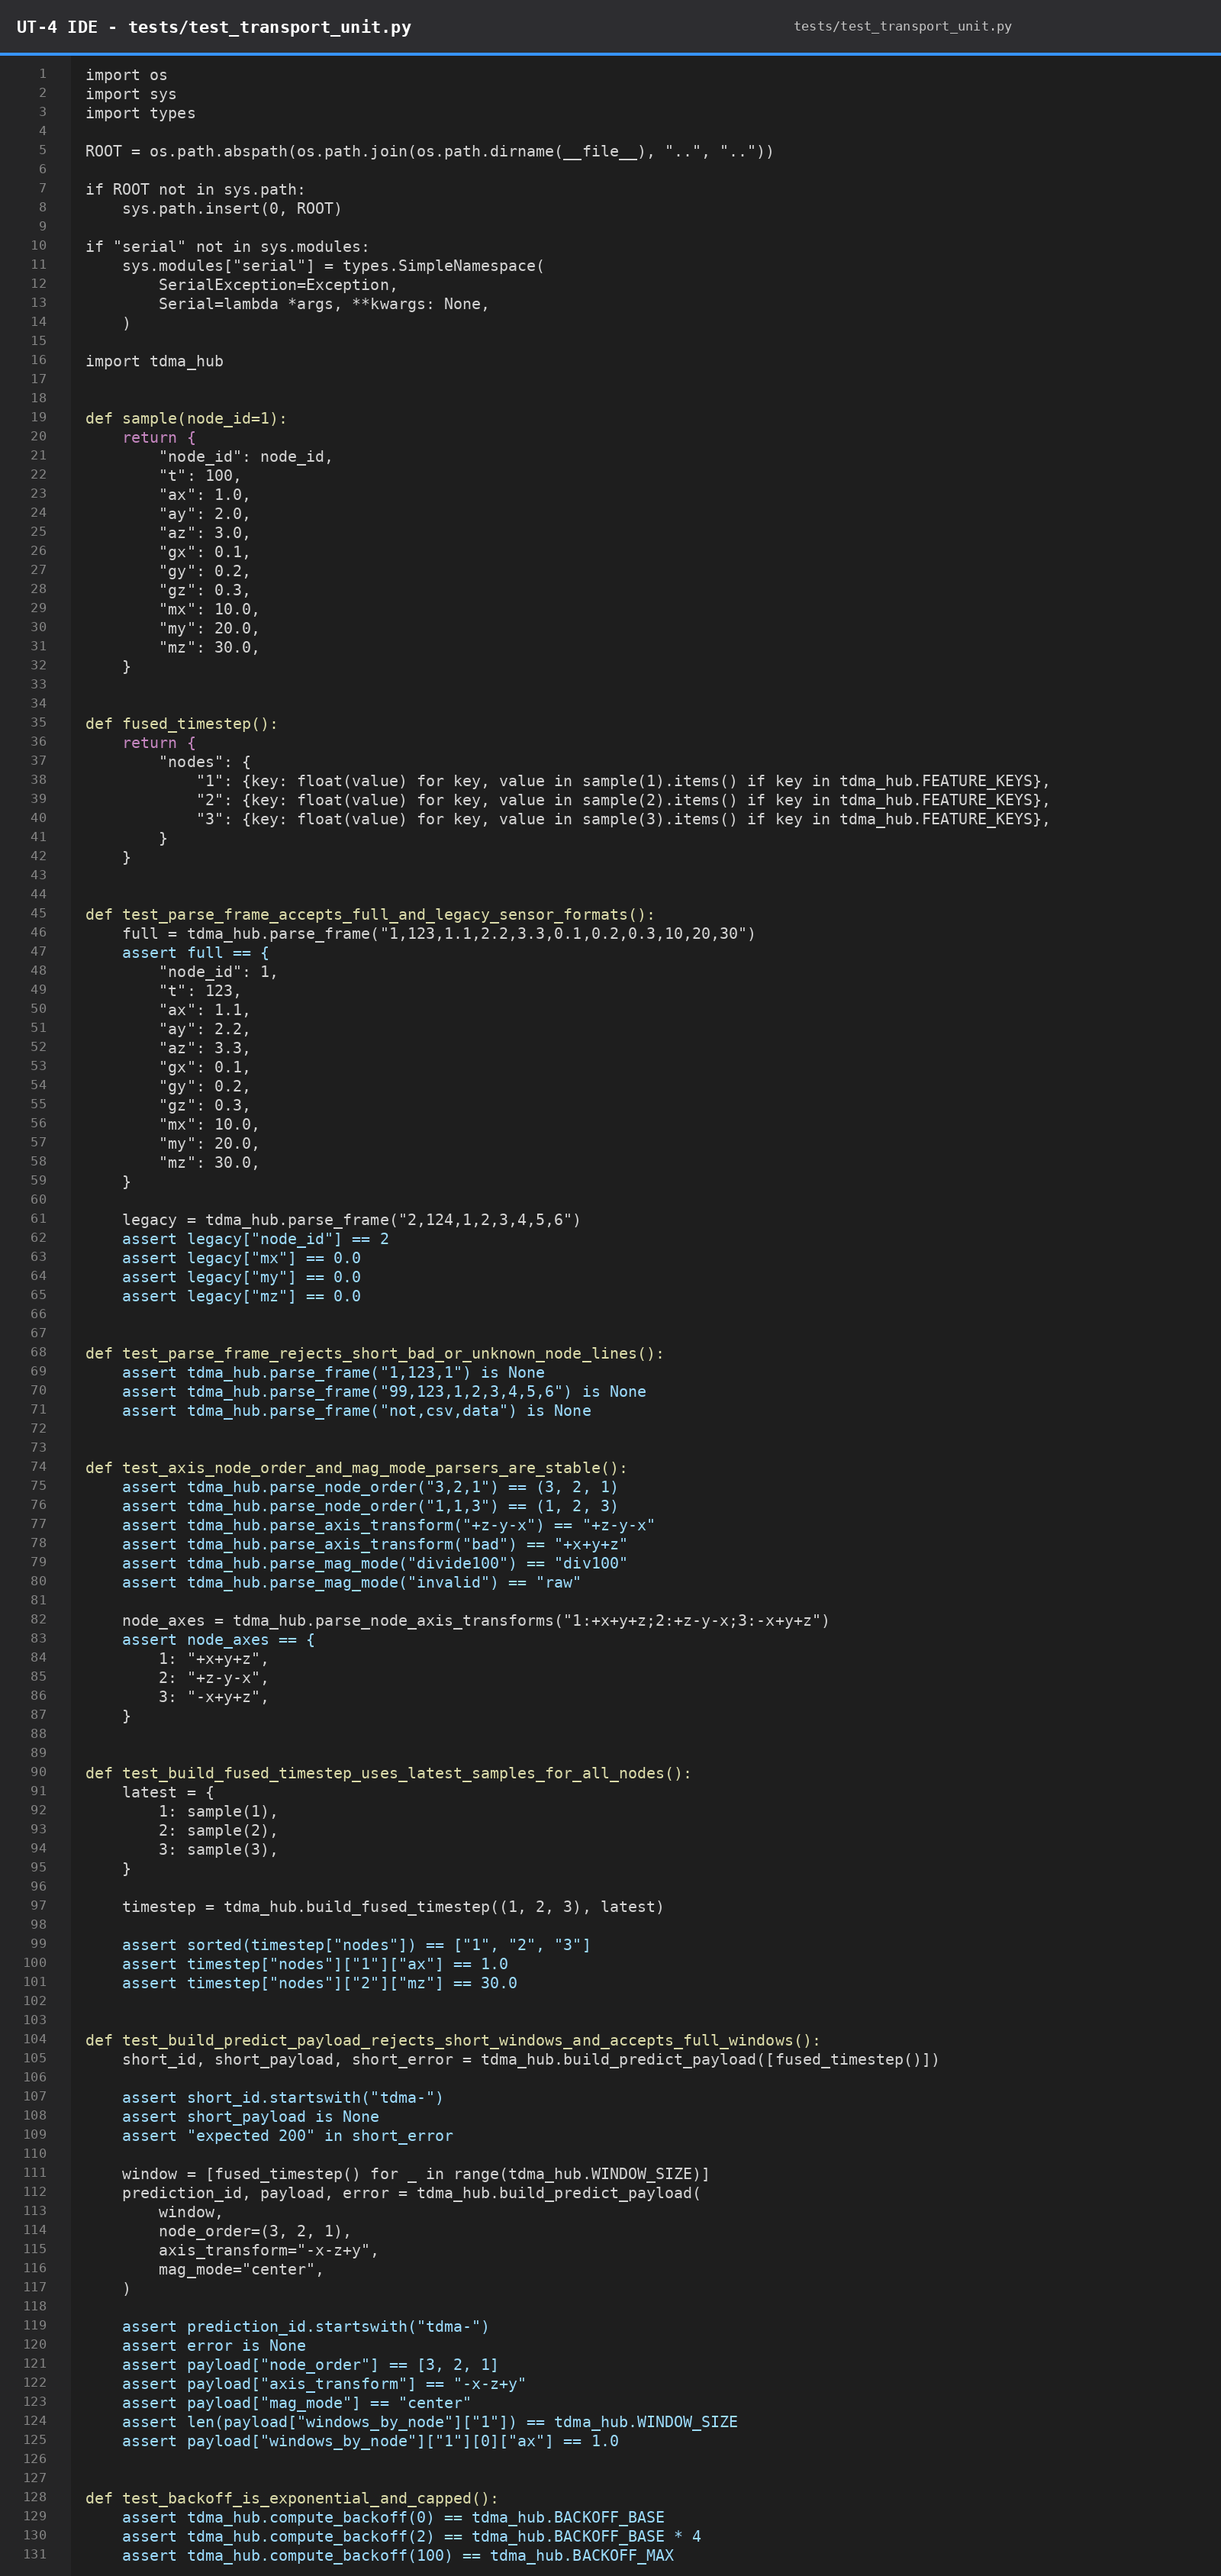 UT-4 IDE - tests/test_transport_unit.py
tests/test_transport_unit.py
1 import os
2 import sys
3 import types
4
5 ROOT = os.path.abspath(os.path.join(os.path.dirname(__file__), "..", ".."))
6
7 if ROOT not in sys.path:
8     sys.path.insert(0, ROOT)
9
10 if "serial" not in sys.modules:
11     sys.modules["serial"] = types.SimpleNamespace(
12         SerialException=Exception,
13         Serial=lambda *args, **kwargs: None,
14     )
15
16 import tdma_hub
17
18
19 def sample(node_id=1):
20     return {
21         "node_id": node_id,
22         "t": 100,
23         "ax": 1.0,
24         "ay": 2.0,
25         "az": 3.0,
26         "gx": 0.1,
27         "gy": 0.2,
28         "gz": 0.3,
29         "mx": 10.0,
30         "my": 20.0,
31         "mz": 30.0,
32     }
33
34
35 def fused_timestep():
36     return {
37         "nodes": {
38             "1": {key: float(value) for key, value in sample(1).items() if key in tdma_hub.FEATURE_KEYS},
39             "2": {key: float(value) for key, value in sample(2).items() if key in tdma_hub.FEATURE_KEYS},
40             "3": {key: float(value) for key, value in sample(3).items() if key in tdma_hub.FEATURE_KEYS},
41         }
42     }
43
44
45 def test_parse_frame_accepts_full_and_legacy_sensor_formats():
46     full = tdma_hub.parse_frame("1,123,1.1,2.2,3.3,0.1,0.2,0.3,10,20,30")
47     assert full == {
48         "node_id": 1,
49         "t": 123,
50         "ax": 1.1,
51         "ay": 2.2,
52         "az": 3.3,
53         "gx": 0.1,
54         "gy": 0.2,
55         "gz": 0.3,
56         "mx": 10.0,
57         "my": 20.0,
58         "mz": 30.0,
59     }
60
61     legacy = tdma_hub.parse_frame("2,124,1,2,3,4,5,6")
62     assert legacy["node_id"] == 2
63     assert legacy["mx"] == 0.0
64     assert legacy["my"] == 0.0
65     assert legacy["mz"] == 0.0
66
67
68 def test_parse_frame_rejects_short_bad_or_unknown_node_lines():
69     assert tdma_hub.parse_frame("1,123,1") is None
70     assert tdma_hub.parse_frame("99,123,1,2,3,4,5,6") is None
71     assert tdma_hub.parse_frame("not,csv,data") is None
72
73
74 def test_axis_node_order_and_mag_mode_parsers_are_stable():
75     assert tdma_hub.parse_node_order("3,2,1") == (3, 2, 1)
76     assert tdma_hub.parse_node_order("1,1,3") == (1, 2, 3)
77     assert tdma_hub.parse_axis_transform("+z-y-x") == "+z-y-x"
78     assert tdma_hub.parse_axis_transform("bad") == "+x+y+z"
79     assert tdma_hub.parse_mag_mode("divide100") == "div100"
80     assert tdma_hub.parse_mag_mode("invalid") == "raw"
81
82     node_axes = tdma_hub.parse_node_axis_transforms("1:+x+y+z;2:+z-y-x;3:-x+y+z")
83     assert node_axes == {
84         1: "+x+y+z",
85         2: "+z-y-x",
86         3: "-x+y+z",
87     }
88
89
90 def test_build_fused_timestep_uses_latest_samples_for_all_nodes():
91     latest = {
92         1: sample(1),
93         2: sample(2),
94         3: sample(3),
95     }
96
97     timestep = tdma_hub.build_fused_timestep((1, 2, 3), latest)
98
99     assert sorted(timestep["nodes"]) == ["1", "2", "3"]
100     assert timestep["nodes"]["1"]["ax"] == 1.0
101     assert timestep["nodes"]["2"]["mz"] == 30.0
102
103
104 def test_build_predict_payload_rejects_short_windows_and_accepts_full_windows():
105     short_id, short_payload, short_error = tdma_hub.build_predict_payload([fused_timestep()])
106
107     assert short_id.startswith("tdma-")
108     assert short_payload is None
109     assert "expected 200" in short_error
110
111     window = [fused_timestep() for _ in range(tdma_hub.WINDOW_SIZE)]
112     prediction_id, payload, error = tdma_hub.build_predict_payload(
113         window,
114         node_order=(3, 2, 1),
115         axis_transform="-x-z+y",
116         mag_mode="center",
117     )
118
119     assert prediction_id.startswith("tdma-")
120     assert error is None
121     assert payload["node_order"] == [3, 2, 1]
122     assert payload["axis_transform"] == "-x-z+y"
123     assert payload["mag_mode"] == "center"
124     assert len(payload["windows_by_node"]["1"]) == tdma_hub.WINDOW_SIZE
125     assert payload["windows_by_node"]["1"][0]["ax"] == 1.0
126
127
128 def test_backoff_is_exponential_and_capped():
129     assert tdma_hub.compute_backoff(0) == tdma_hub.BACKOFF_BASE
130     assert tdma_hub.compute_backoff(2) == tdma_hub.BACKOFF_BASE * 4
131     assert tdma_hub.compute_backoff(100) == tdma_hub.BACKOFF_MAX